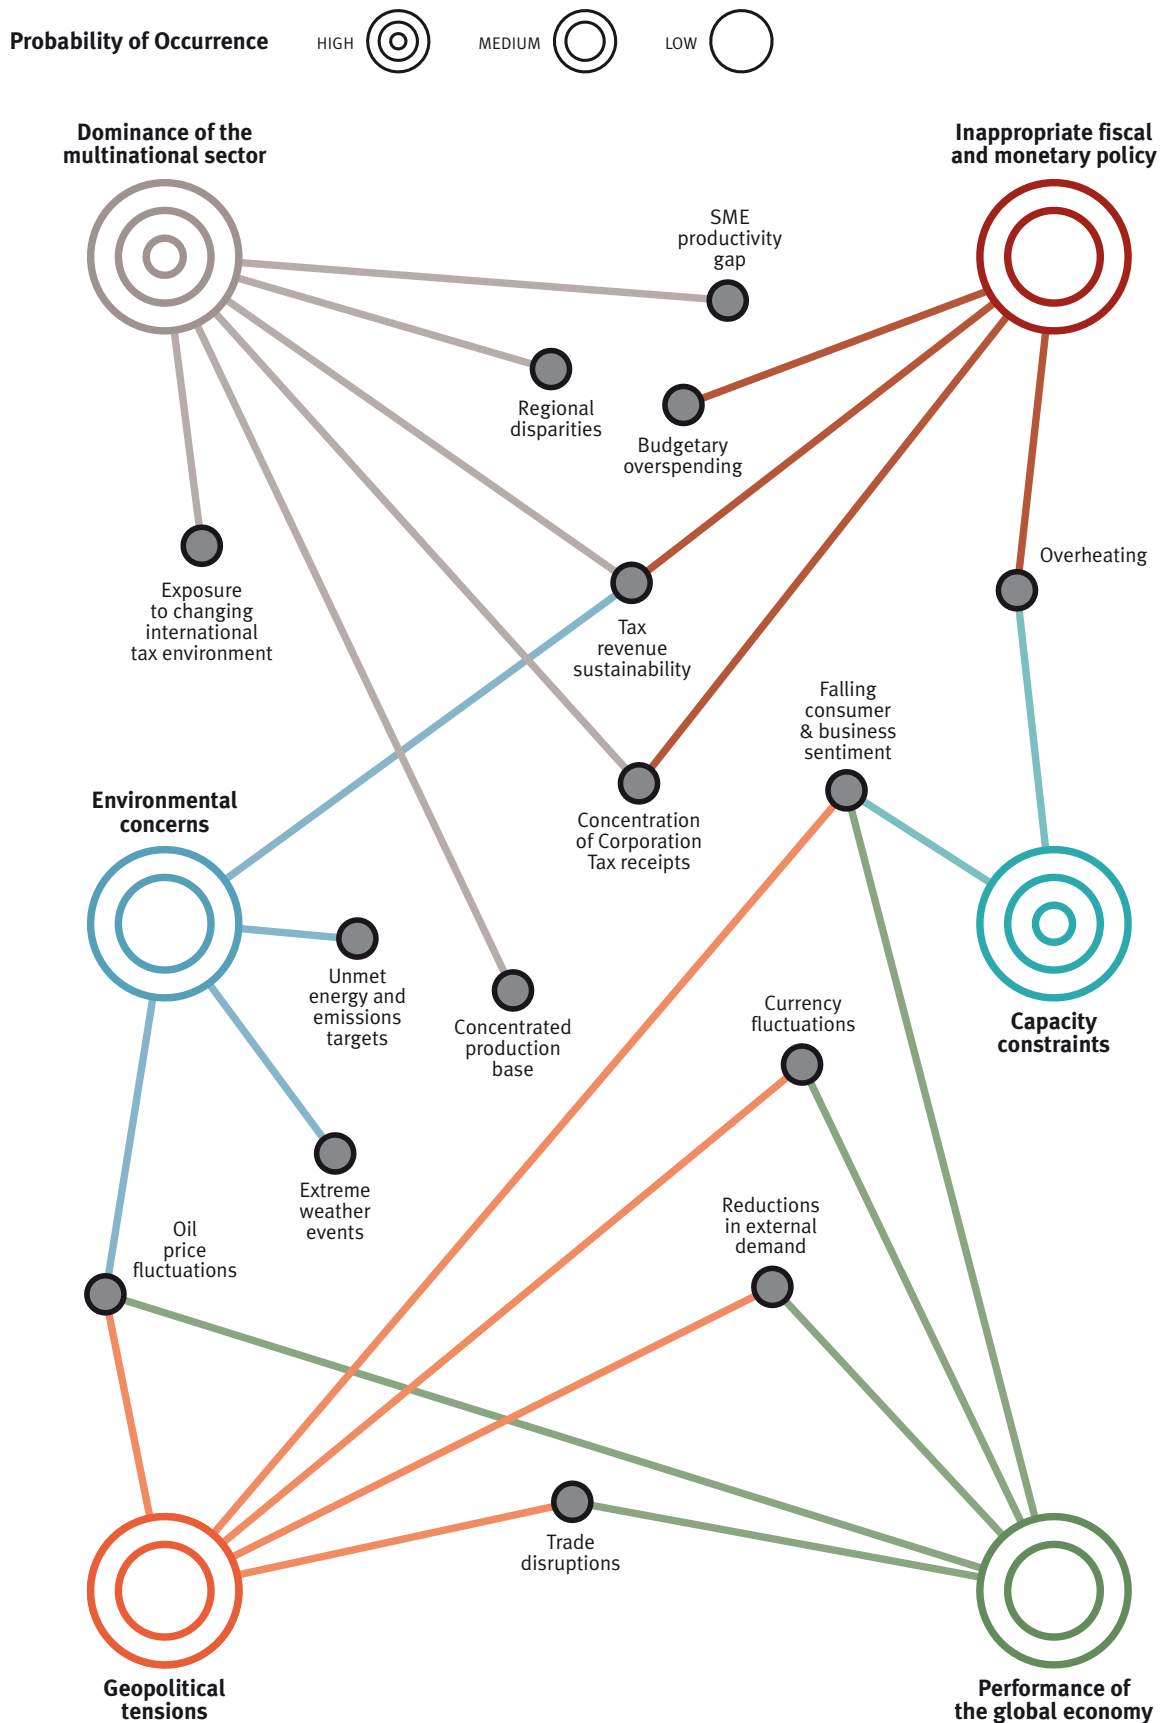 Probability of Occurrence
HIGH
MEDIUM
LOW
Dominance of the
multinational sector
Inappropriate fiscal
and monetary policy
SME
productivity
gap
Regional
disparities
Budgetary
overspending
Exposure
to changing
international
tax environment
Overheating
Tax
revenue
sustainability
Falling
consumer
& business
sentiment
Environmental
concerns
Concentration
of Corporation
Tax receipts
Unmet
energy and
emissions
targets
Concentrated
production
base
Currency
fluctuations
Capacity
constraints
Extreme
weather
events
Oil
price
fluctuations
Reductions
in external
demand
Trade
disruptions
Geopolitical
tensions
Performance of
the global economy